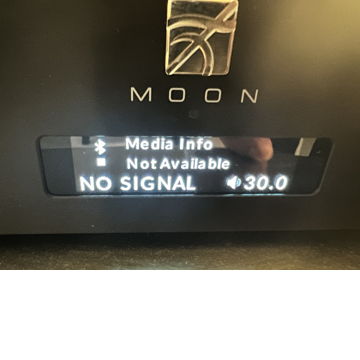 MOON
Media Info
Not Available
NO SIGNAL 30.0